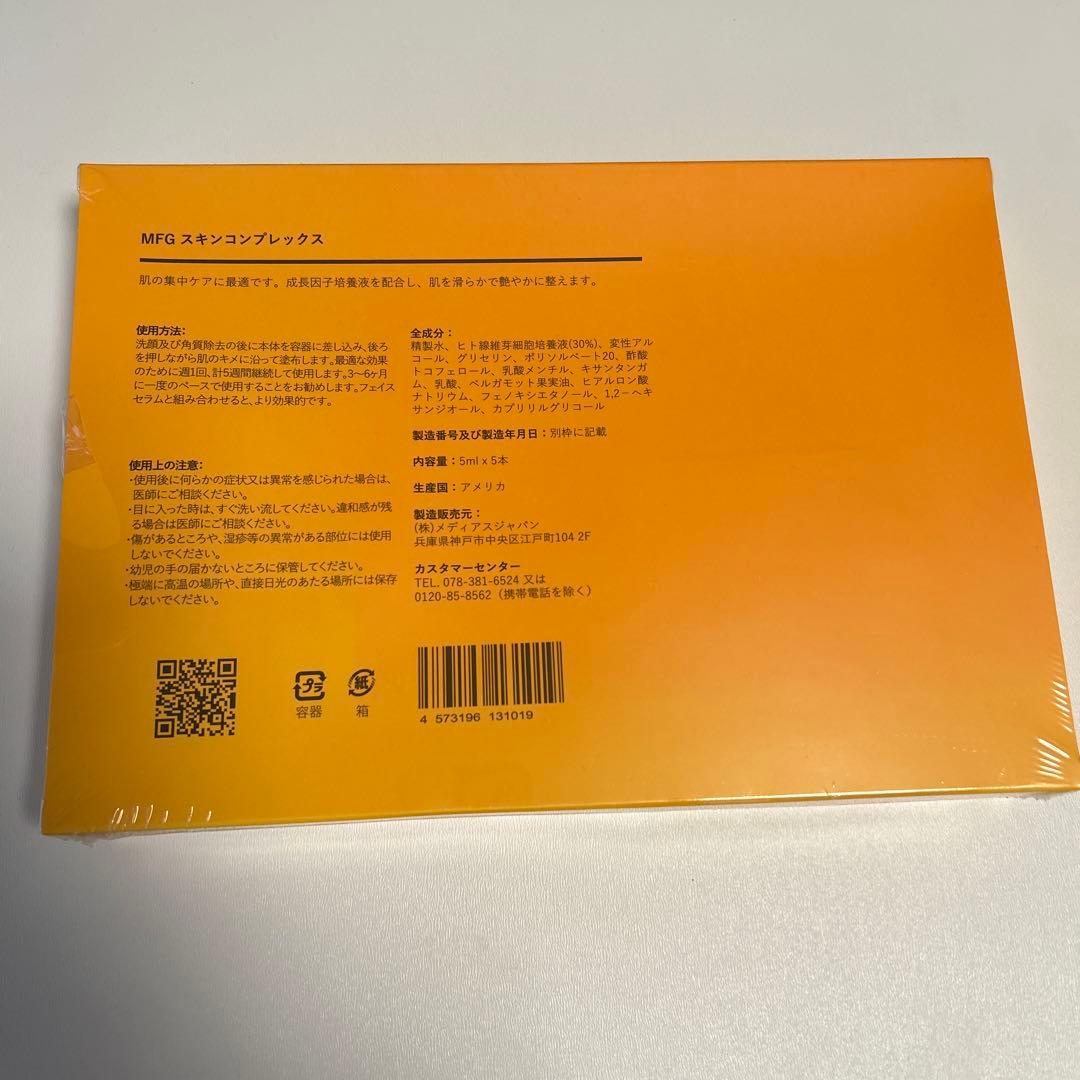 MFG スキンコンプレックス
肌の集中ケアに最適です。成長因子培養液を配合し、肌を滑らかで艶やかに整えます。
使用方法：
洗顔及び角質除去の後に本体を容器に差し込み、後ろ
を押しながら肌のキメに沿って塗布します。最適な効果
のために週1回、計5週間継続して使用します。3〜6ヶ月
に一度のペースで使用することをお勧めします。フェイス
セラムと組み合わせると、より効果的です。
使用上の注意：
・使用後に何らかの症状又は異常を感じられた場合は、
医師にご相談ください。
・目に入った時は、すぐ洗い流してください。違和感が残
る場合は医師にご相談ください。
・傷があるところや、湿疹等の異常がある部位には使用
しないでください。
・幼児の手の届かないところに保管してください。
・極端に高温の場所や、直接日光のあたる場所には保存
しないでください。
全成分：
精製水、ヒト線維芽細胞培養液(30%)、変性アル
コール、グリセリン、ポリソルベート20、酢酸
トコフェロール、乳酸メンチル、キサンタンガ
ム、乳酸、ベルガモット果実油、ヒアルロン酸
ナトリウム、フェノキシエタノール、1,2－ヘキ
サンジオール、カプリリルグリコール
製造番号及び製造年月日：別枠に記載
内容量：5ml x 5本
生産国：アメリカ
製造販売元：
(株)メディアスジャパン
兵庫県神戸市中央区江戸町104 2F
カスタマーセンター
TEL. 078-381-6524 又は
0120-85-8562（携帯電話を除く）
プラ
容器
紙
箱
4 573196 131019